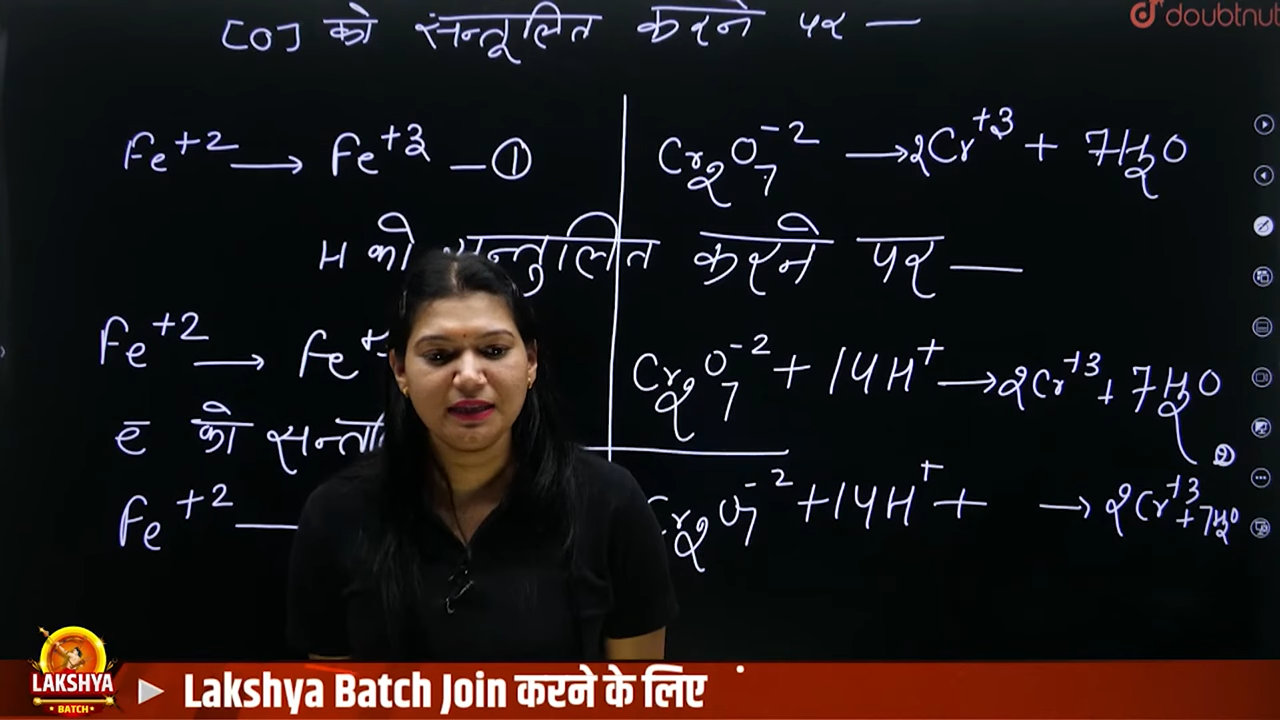 doubtnut
[O] को संन्तूलित करने पर —
Fe⁺² → Fe⁺³ – ①
Cr₂O₇⁻² → 2Cr⁺³ + 7H₂O
H को सन्तुलित करने पर —
Fe⁺² → Fe⁺
Cr₂O₇⁻² + 14H⁺ → 2Cr⁺³ + 7H₂O
②
e̅ को
Fe⁺² —
Cr₂O₇⁻² + 14H⁺ + → 2Cr⁺³ + 7H₂O
LAKSHYA
BATCH
Lakshya Batch Join करने के लिए